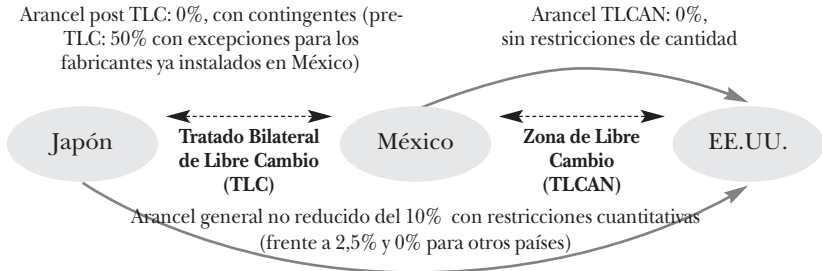 Arancel post TLC: 0%, con contingentes (pre-
TLC: 50% con excepciones para los
fabricantes ya instalados en México)
Arancel TLCAN: 0%,
sin restricciones de cantidad
Japón
Tratado Bilateral
de Libre Cambio
(TLC)
México
Zona de Libre
Cambio
(TLCAN)
EE.UU.
Arancel general no reducido del 10% con restricciones cuantitativas
(frente a 2,5% y 0% para otros países)